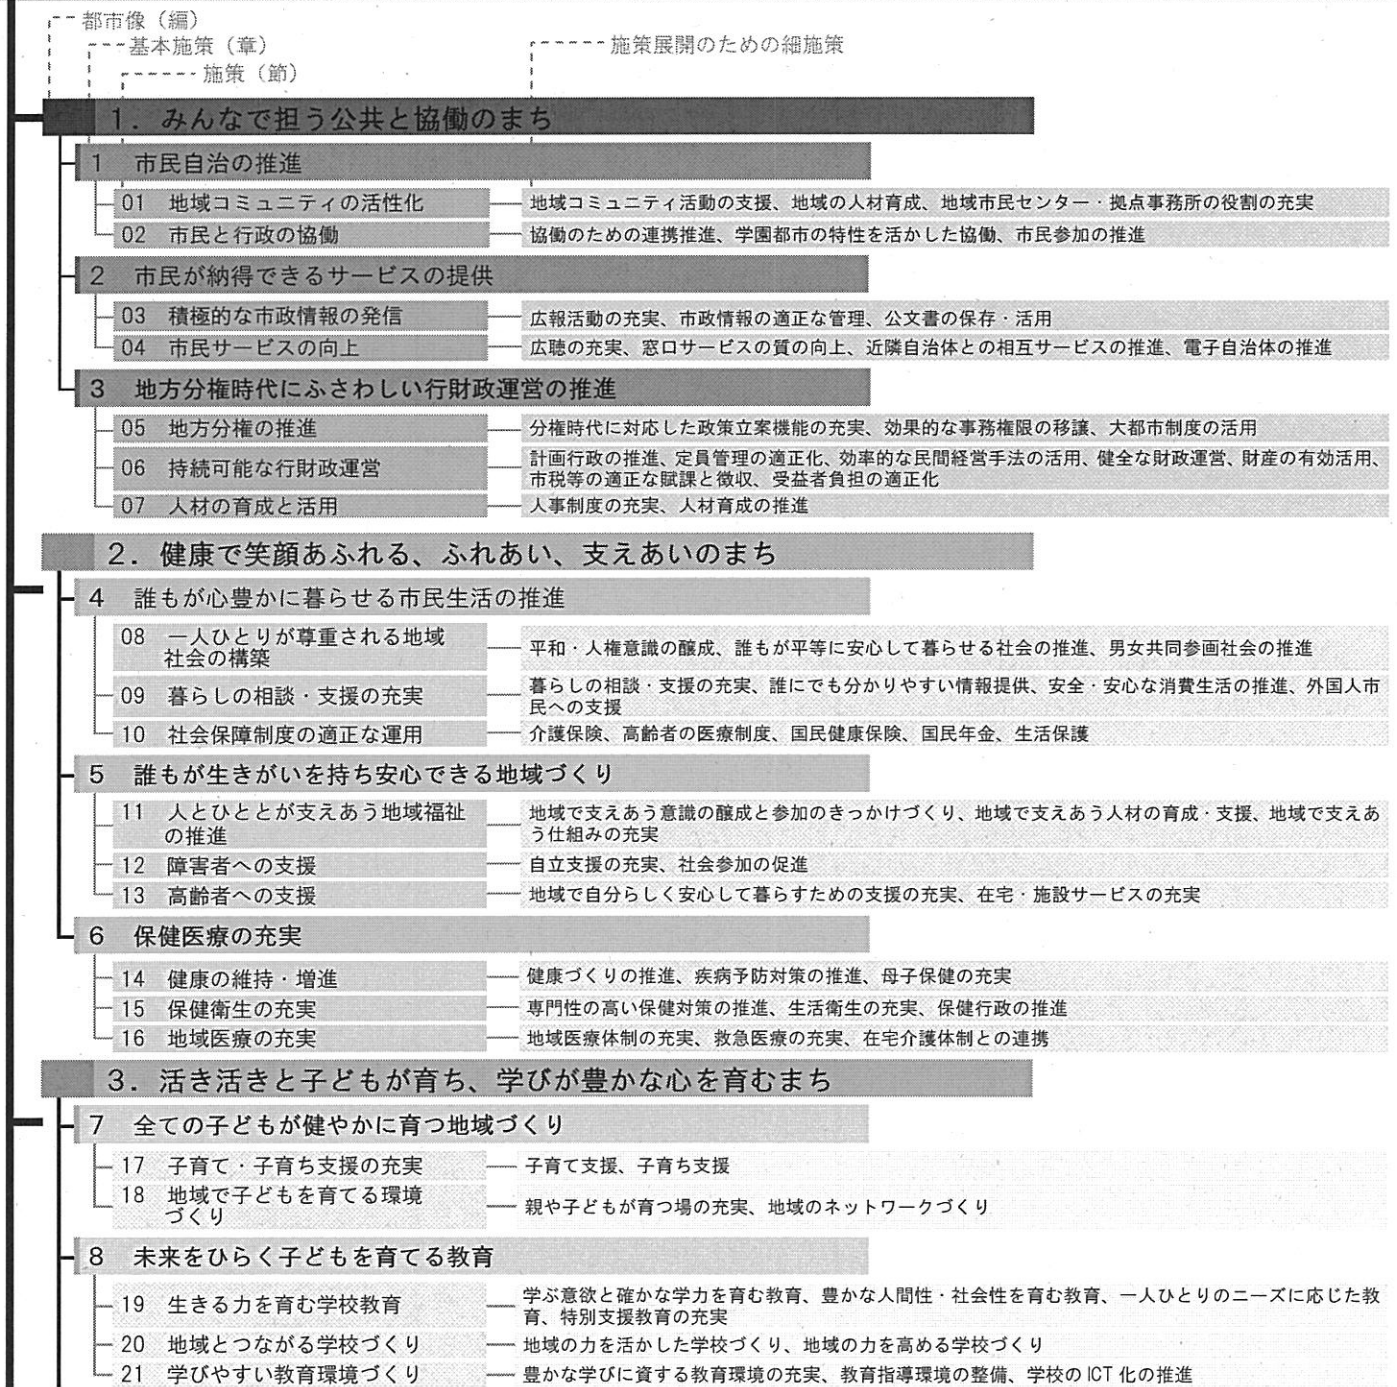 都市像（編）
基本施策（章）
施策（節）
施策展開のための細施策
1．みんなで担う公共と協働のまち
1 市民自治の推進
01 地域コミュニティの活性化
地域コミュニティ活動の支援、地域の人材育成、地域市民センター・拠点事務所の役割の充実
02 市民と行政の協働
協働のための連携推進、学園都市の特性を活かした協働、市民参加の推進
2 市民が納得できるサービスの提供
03 積極的な市政情報の発信
広報活動の充実、市政情報の適正な管理、公文書の保存・活用
04 市民サービスの向上
広聴の充実、窓口サービスの質の向上、近隣自治体との相互サービスの推進、電子自治体の推進
3 地方分権時代にふさわしい行財政運営の推進
05 地方分権の推進
分権時代に対応した政策立案機能の充実、効果的な事務権限の移譲、大都市制度の活用
06 持続可能な行財政運営
計画行政の推進、定員管理の適正化、効率的な民間経営手法の活用、健全な財政運営、財産の有効活用、
市税等の適正な賦課と徴収、受益者負担の適正化
07 人材の育成と活用
人事制度の充実、人材育成の推進
2．健康で笑顔あふれる、ふれあい、支えあいのまち
4 誰もが心豊かに暮らせる市民生活の推進
08 一人ひとりが尊重される地域
社会の構築
平和・人権意識の醸成、誰もが平等に安心して暮らせる社会の推進、男女共同参画社会の推進
09 暮らしの相談・支援の充実
暮らしの相談・支援の充実、誰にでも分かりやすい情報提供、安全・安心な消費生活の推進、外国人市
民への支援
10 社会保障制度の適正な運用
介護保険、高齢者の医療制度、国民健康保険、国民年金、生活保護
5 誰もが生きがいを持ち安心できる地域づくり
11 人とひととが支えあう地域福祉
の推進
地域で支えあう意識の醸成と参加のきっかけづくり、地域で支えあう人材の育成・支援、地域で支えあ
う仕組みの充実
12 障害者への支援
自立支援の充実、社会参加の促進
13 高齢者への支援
地域で自分らしく安心して暮らすための支援の充実、在宅・施設サービスの充実
6 保健医療の充実
14 健康の維持・増進
健康づくりの推進、疾病予防対策の推進、母子保健の充実
15 保健衛生の充実
専門性の高い保健対策の推進、生活衛生の充実、保健行政の推進
16 地域医療の充実
地域医療体制の充実、救急医療の充実、在宅介護体制との連携
3．活き活きと子どもが育ち、学びが豊かな心を育むまち
7 全ての子どもが健やかに育つ地域づくり
17 子育て・子育ち支援の充実
子育て支援、子育ち支援
18 地域で子どもを育てる環境
づくり
親や子どもが育つ場の充実、地域のネットワークづくり
8 未来をひらく子どもを育てる教育
19 生きる力を育む学校教育
学ぶ意欲と確かな学力を育む教育、豊かな人間性・社会性を育む教育、一人ひとりのニーズに応じた教
育、特別支援教育の充実
20 地域とつながる学校づくり
地域の力を活かした学校づくり、地域の力を高める学校づくり
21 学びやすい教育環境づくり
豊かな学びに資する教育環境の充実、教育指導環境の整備、学校のICT化の推進